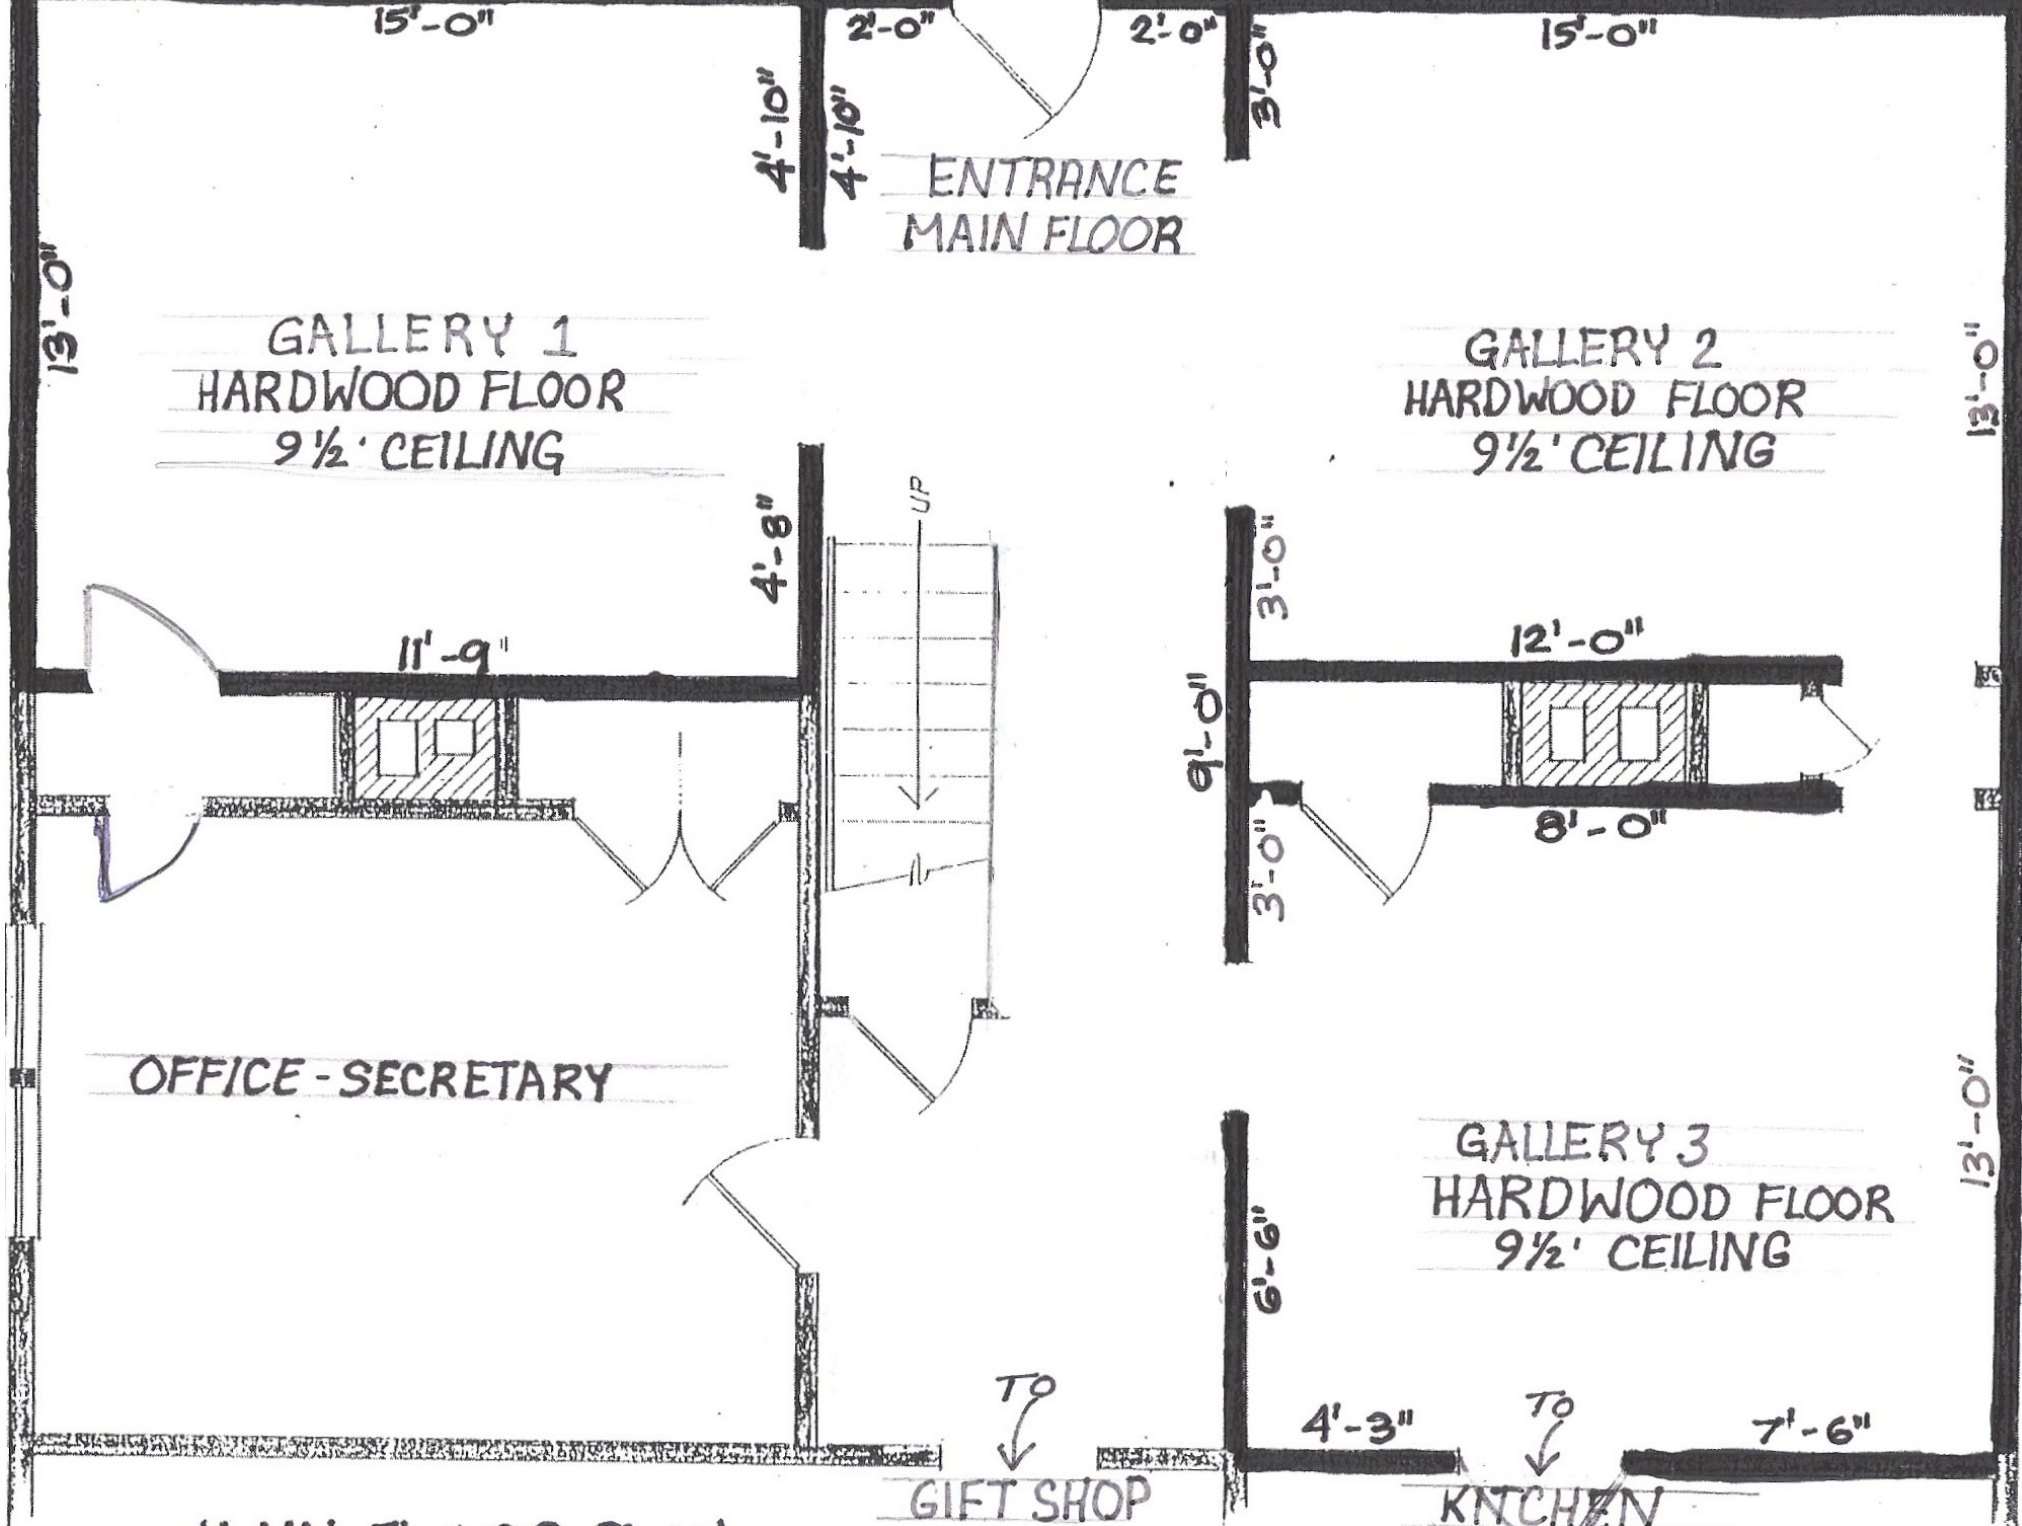 15'-0"
2'-0"
2'-0"
15'-0"
3'-0"
4'-10"
4'-10"
ENTRANCE
MAIN FLOOR
13'-0"
GALLERY 1
HARDWOOD FLOOR
9½' CEILING
GALLERY 2
HARDWOOD FLOOR
9½' CEILING
13'-0"
4'-8"
UP
3'-0"
11'-9"
12'-0"
9'-0"
8'-0"
3'-0"
OFFICE-SECRETARY
GALLERY 3
HARDWOOD FLOOR
9½' CEILING
13'-0"
6'-6"
TO
GIFT SHOP
4'-3"
TO
7'-6"
KNTCHEN